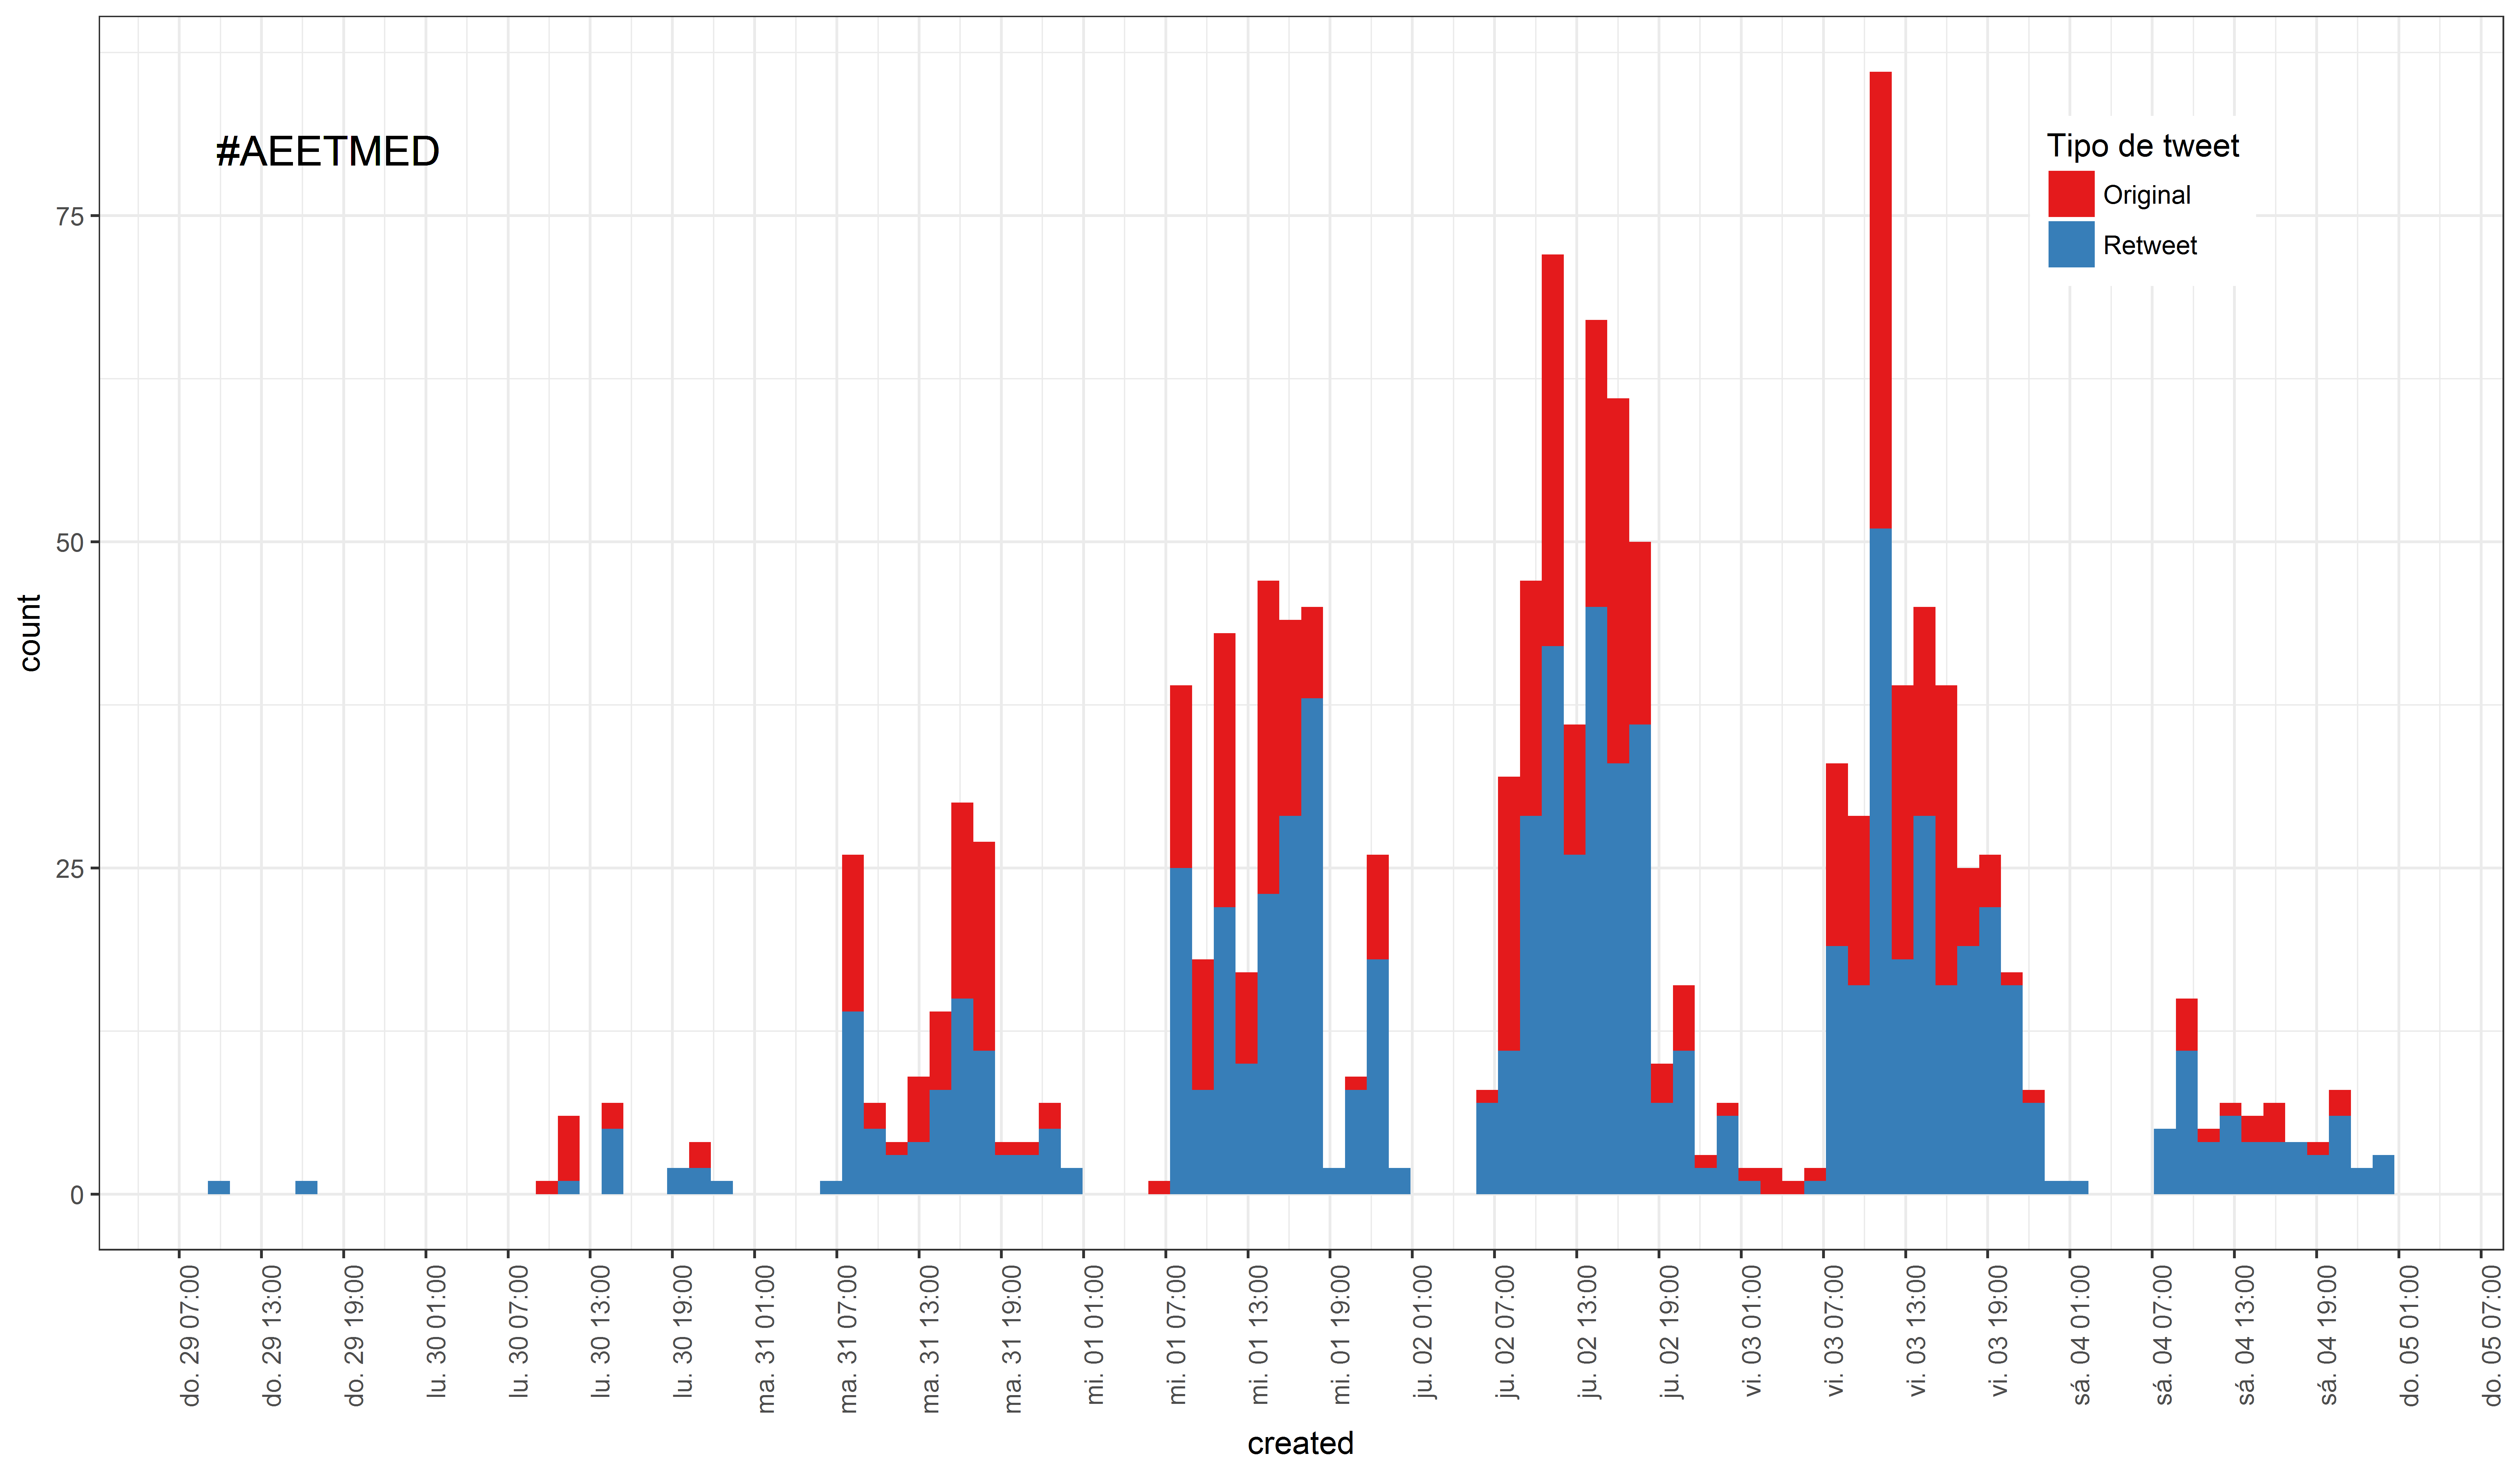 #AEETMED
Tipo de tweet
Original
Retweet
75
50
25
0
count
do. 29 07:00
do. 29 13:00
do. 29 19:00
lu. 30 01:00
lu. 30 07:00
lu. 30 13:00
lu. 30 19:00
ma. 31 01:00
ma. 31 07:00
ma. 31 13:00
ma. 31 19:00
mi. 01 01:00
mi. 01 07:00
mi. 01 13:00
mi. 01 19:00
ju. 02 01:00
ju. 02 07:00
ju. 02 13:00
ju. 02 19:00
vi. 03 01:00
vi. 03 07:00
vi. 03 13:00
vi. 03 19:00
sá. 04 01:00
sá. 04 07:00
sá. 04 13:00
sá. 04 19:00
do. 05 01:00
do. 05 07:00
created